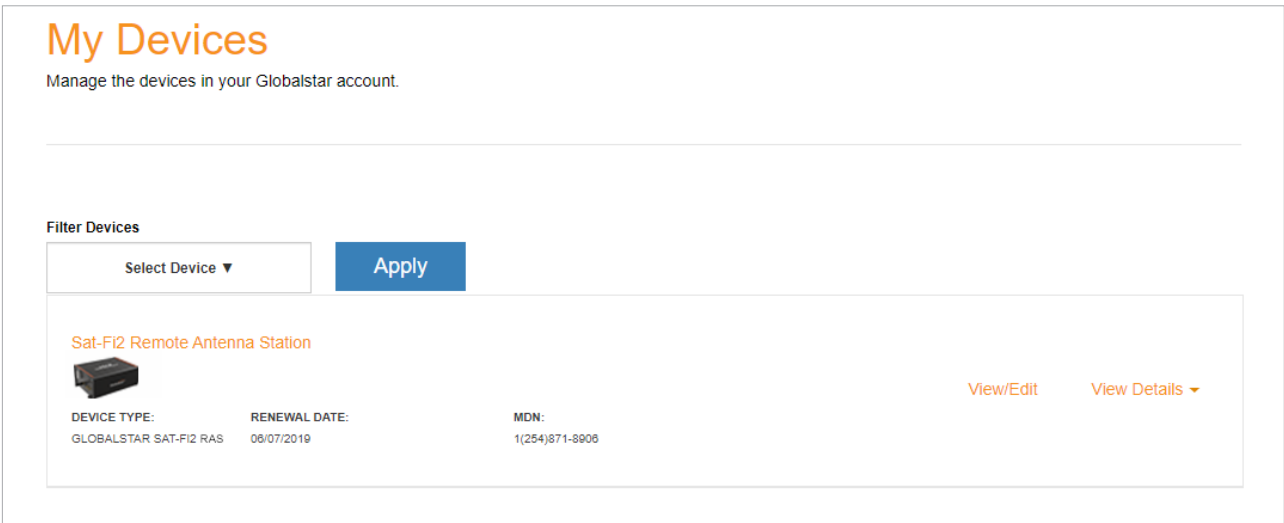 My Devices
Manage the devices in your Globalstar account.
Filter Devices
Select Device ▼
Apply
Sat-Fi2 Remote Antenna Station
View/Edit
View Details
DEVICE TYPE: RENEWAL DATE: MDN:
GLOBALSTAR SAT-FI2 RAS 06/07/2019 1(254)871-8906